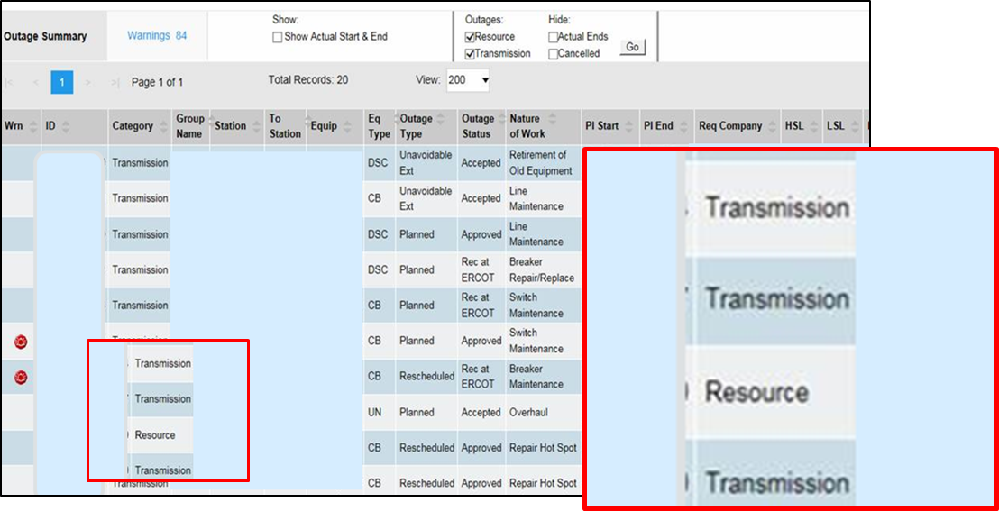 Outage Summary
Warnings 84
Show:
Show Actual Start & End
Outages:
Resource
Transmission
Hide:
Actual Ends
Cancelled
Go
1
Page 1 of 1
Total Records: 20
View: 200
Wrn ID Category Group Name Station To Station Equip Eq Type Outage Type Outage Status Nature of Work Pl Start Pl End Req Company HSL LSL
Transmission DSC Unavoidable Ext Accepted Retirement of Old Equipment
Transmission CB Unavoidable Ext Accepted Line Maintenance
Transmission DSC Planned Approved Line Maintenance
Transmission DSC Planned Rec at ERCOT Breaker Repair/Replace
Transmission CB Planned Rec at ERCOT Switch Maintenance
CB Planned Approved Switch Maintenance
CB Rescheduled Rec at ERCOT Breaker Maintenance
UN Planned Accepted Overhaul
CB Rescheduled Approved Repair Hot Spot
Transmission CB Rescheduled Approved Repair Hot Spot
Transmission
Transmission
Resource
Transmission
Transmission
Transmission
Resource
Transmission